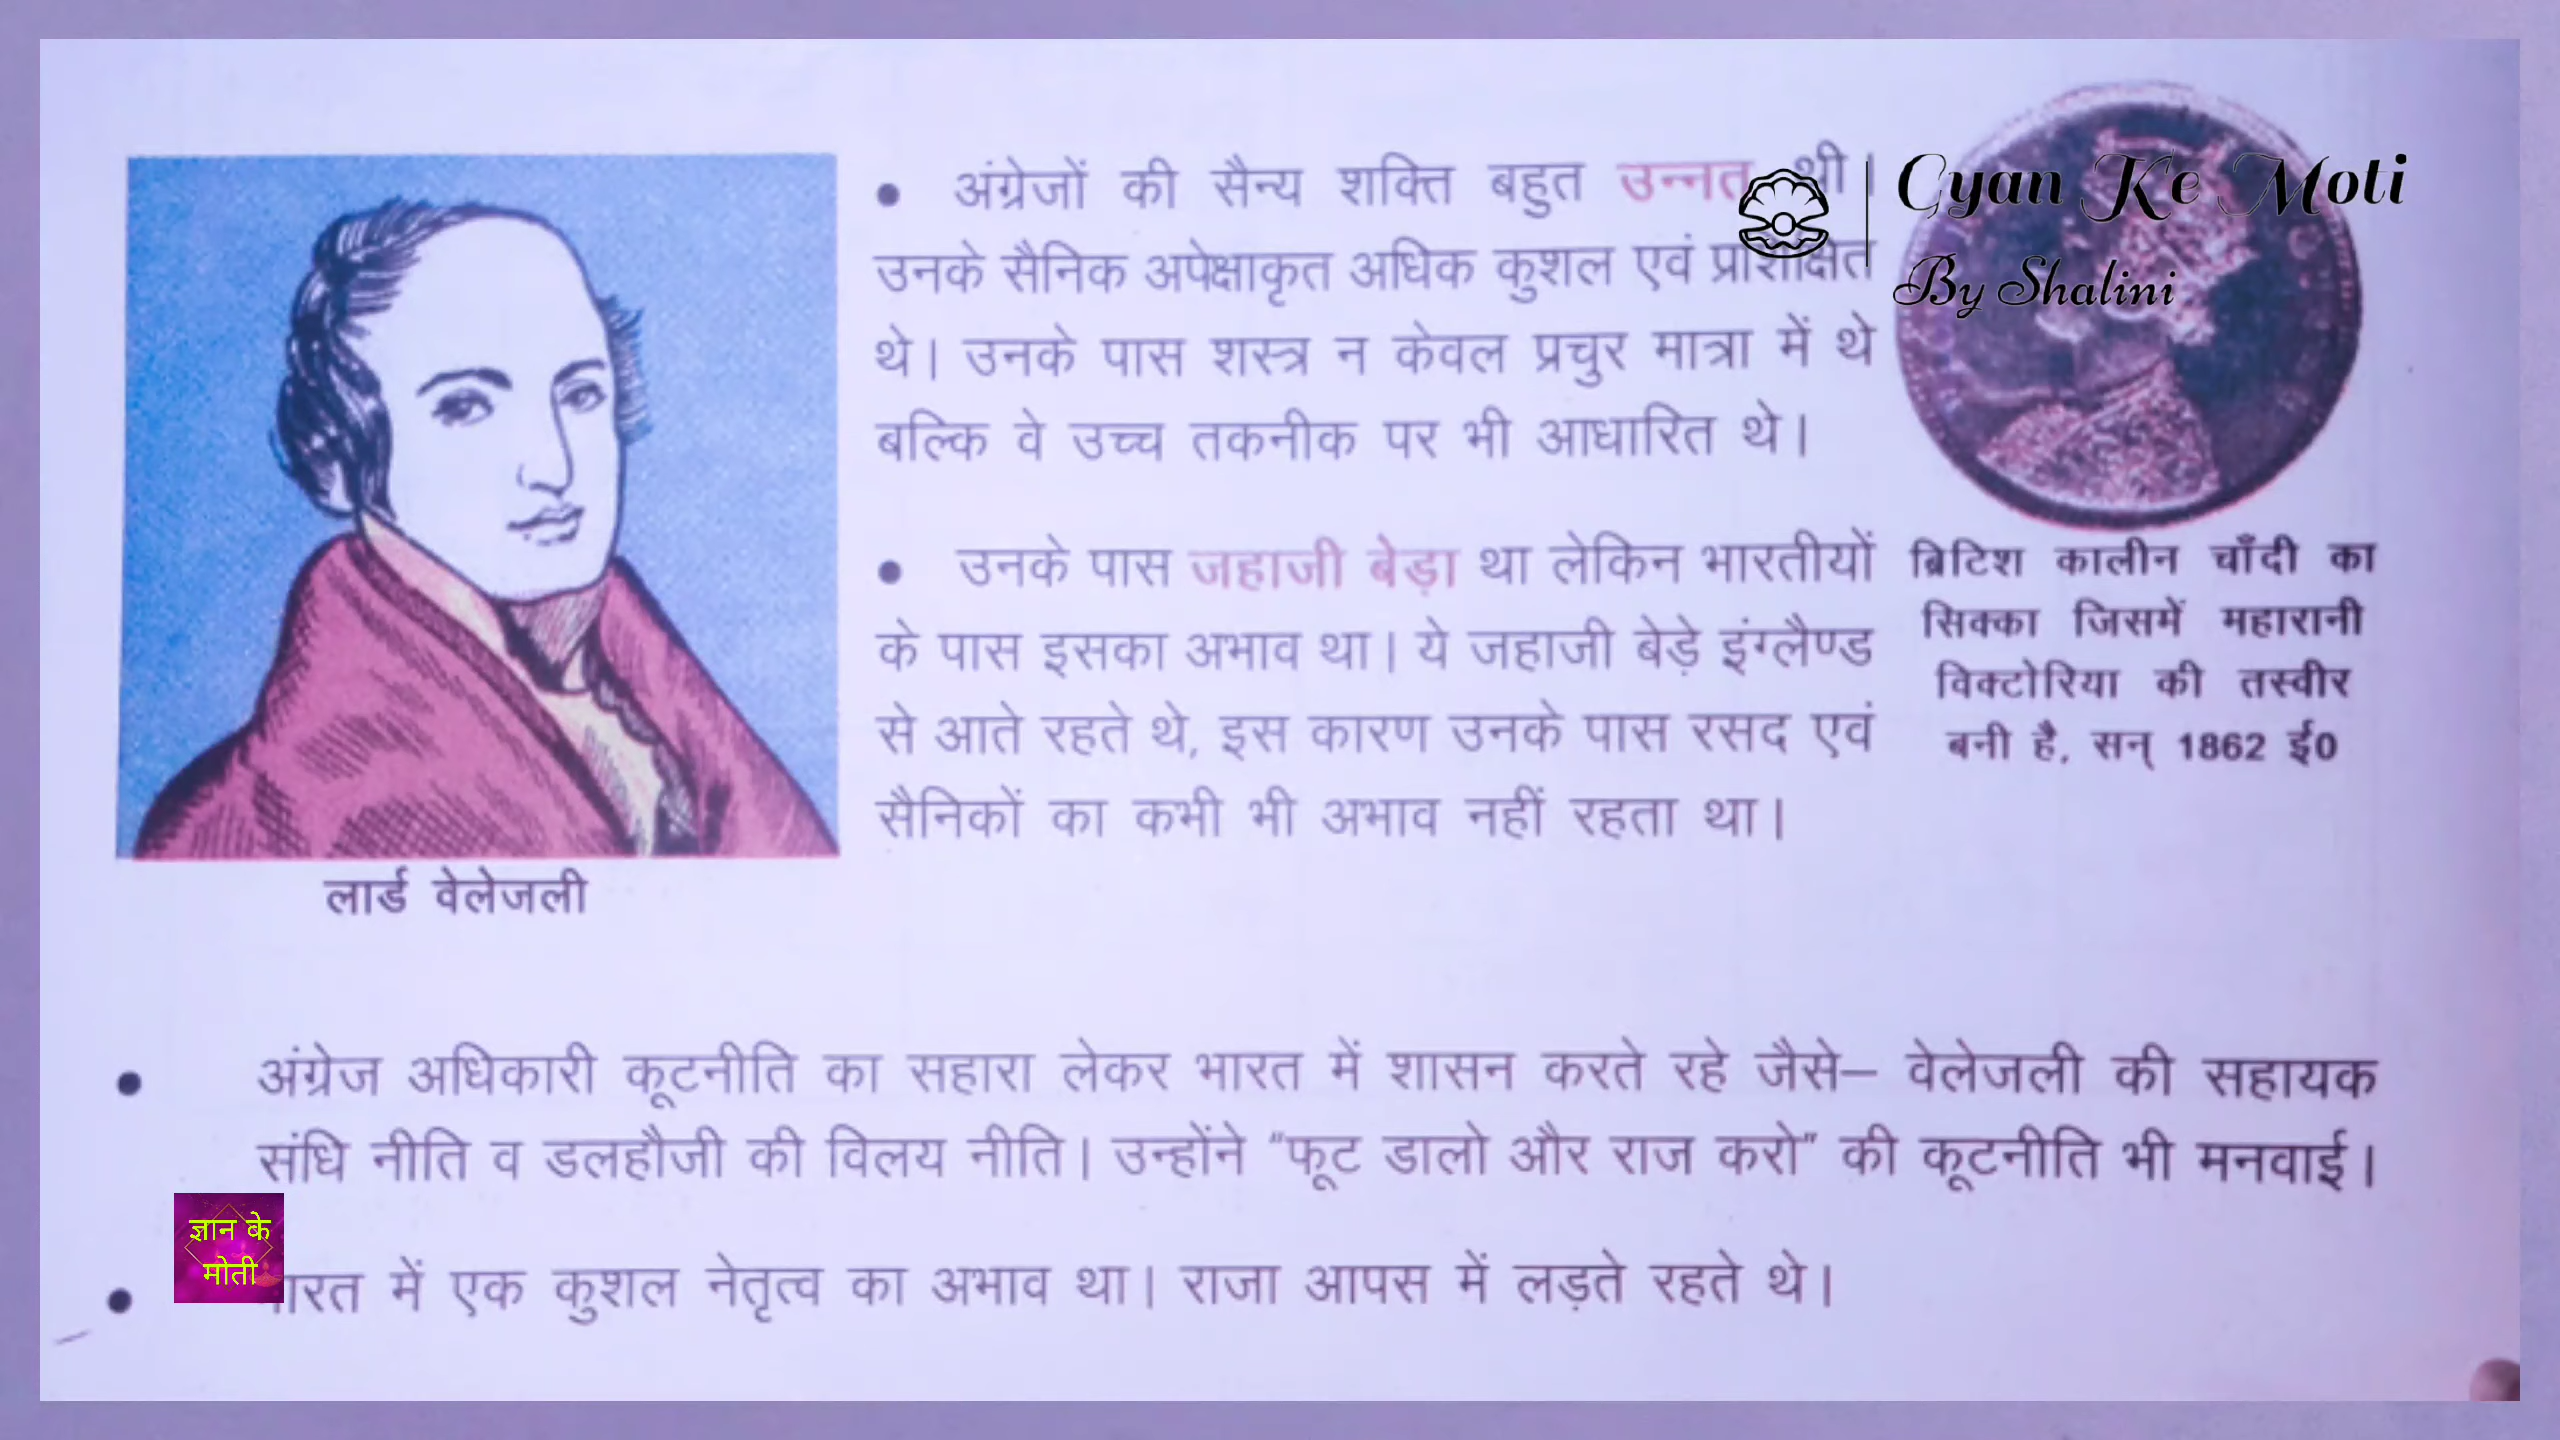 ● अंग्रेजों की सैन्य शक्ति बहुत उन्नत थी।
उनके सैनिक अपेक्षाकृत अधिक कुशल एवं प्रशिक्षित
थे। उनके पास शस्त्र न केवल प्रचुर मात्रा में थे
बल्कि वे उच्च तकनीक पर भी आधारित थे।
● उनके पास जहाजी बेड़ा था लेकिन भारतीयों
के पास इसका अभाव था। ये जहाजी बेड़े इंग्लैण्ड
से आते रहते थे, इस कारण उनके पास रसद एवं
सैनिकों का कभी भी अभाव नहीं रहता था।
Gyan Ke Moti
By Shalini
ब्रिटिश कालीन चाँदी का
सिक्का जिसमें महारानी
विक्टोरिया की तस्वीर
बनी है, सन् 1862 ई0
लार्ड वेलेजली
● अंग्रेज अधिकारी कूटनीति का सहारा लेकर भारत में शासन करते रहे जैसे– वेलेजली की सहायक
संधि नीति व डलहौजी की विलय नीति। उन्होंने "फूट डालो और राज करो" की कूटनीति भी मनवाई।
ज्ञान के
मोती
● में एक कुशल नेतृत्व का अभाव था। राजा आपस में लड़ते रहते थे।